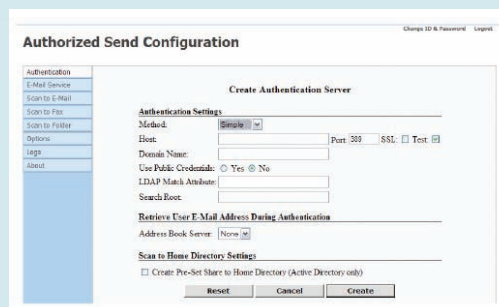 Change ID & Password Logout
Authorized Send Configuration
Authentication
E-Mail Service
Scan to E-Mail
Scan to Fax
Scan to Folder
Options
Logs
About
Create Authentication Server
Authentication Settings
Method: Simple
Host: Port: 389 SSL: Test:
Domain Name:
Use Public Credentials: Yes No
LDAP Match Attribute:
Search Root:
Retrieve User E-Mail Address During Authentication
Address Book Server: None
Scan to Home Directory Settings
Create Pre-Set Share to Home Directory (Active Directory only)
Reset Cancel Create